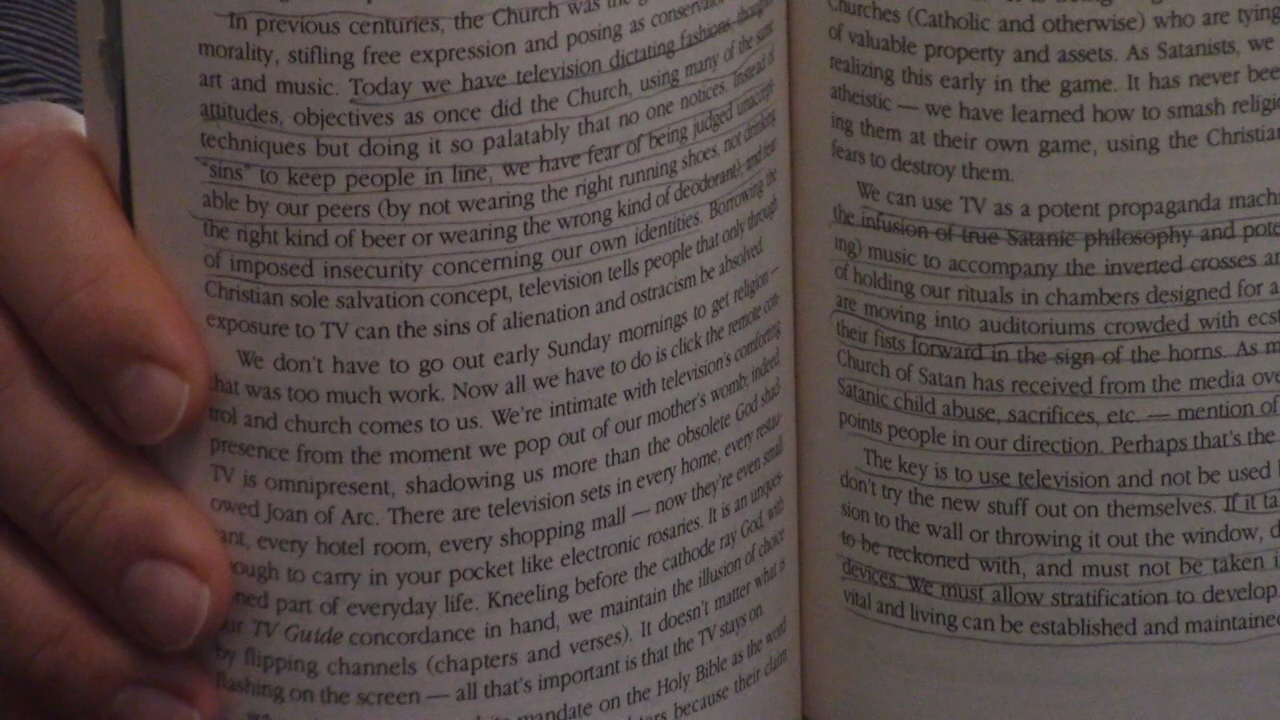 In previous centuries, the Church was the
morality, stifling free expression and posing as
art and music. Today we have television dictating fashions,
attitudes, objectives as once did the Church, using many of the same
techniques but doing it so palatably that no one notices. Instead of
"sins" to keep people in line, we have fear of being judged unaccept-
able by our peers (by not wearing the right running shoes, not drinking
the right kind of beer or wearing the wrong kind of deodorant), and fear
of imposed insecurity concerning our own identities. Borrowing the
Christian sole salvation concept, television tells people that only through
exposure to TV can the sins of alienation and ostracism be absolved.
We don't have to go out early Sunday mornings to get religion —
that was too much work. Now all we have to do is click the remote con-
trol and church comes to us. We're intimate with television's comforting
presence from the moment we pop out of our mother's womb; indeed
TV is omnipresent, shadowing us more than the obsolete God shad-
owed Joan of Arc. There are television sets in every home, every restau-
ant, every hotel room, every shopping mall — now they're even small
ough to carry in your pocket like electronic rosaries. It is an unques-
ned part of everyday life. Kneeling before the cathode ray God, with
ur TV Guide concordance in hand, we maintain the illusion of choice
by flipping channels (chapters and verses). It doesn't matter what is
flashing on the screen — all that's important is that the TV stays on.
mandate on the Holy Bible as the word
because their claim
Churches (Catholic and otherwise) who are tying
of valuable property and assets. As Satanists, we
realizing this early in the game. It has never bee
atheistic — we have learned how to smash religi
ing them at their own game, using the Christian
fears to destroy them.
We can use TV as a potent propaganda mach
the infusion of true Satanic philosophy and pote
ing) music to accompany the inverted crosses an
of holding our rituals in chambers designed for a
are moving into auditoriums crowded with ecst
their fists forward in the sign of the horns. As m
Church of Satan has received from the media ove
Satanic child abuse, sacrifices, etc. — mention of
points people in our direction. Perhaps that's the
The key is to use television and not be used
don't try the new stuff out on themselves. If it ta
sion to the wall or throwing it out the window, d
to be reckoned with, and must not be taken i
devices. We must allow stratification to develop
vital and living can be established and maintaine